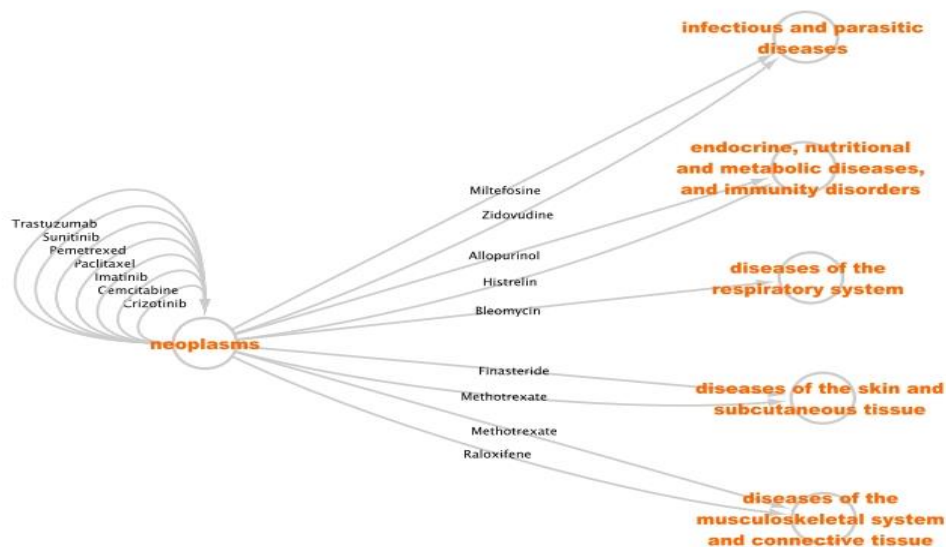 infectious and parasitic
diseases
endocrine, nutritional
and metabolic diseases,
and immunity disorders
Miltefosine
Zidovudine
Trastuzumab
Sunitinib
Pemetrexed
Paclitaxel
Imatinib
Gemcitabine
Crizotinib
Allopurinol
Histrelin
Bleomycin
diseases of the
respiratory system
neoplasms
Finasteride
Methotrexate
diseases of the skin and
subcutaneous tissue
Methotrexate
Raloxifene
diseases of the
musculoskeletal system
and connective tissue